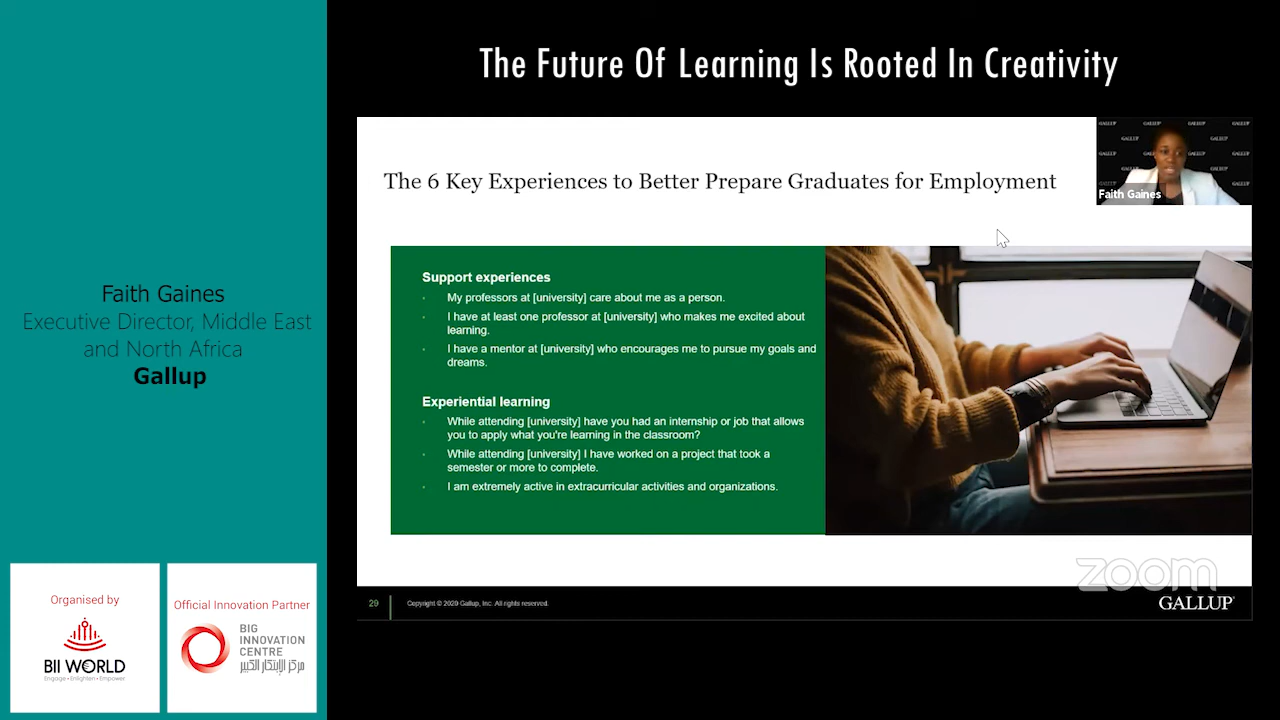 The Future Of Learning Is Rooted In Creativity
Faith Gaines
Executive Director, Middle East
and North Africa
Gallup
Organised by
BII WORLD
Engage • Enlighten • Empower
Official Innovation Partner
BIG
INNOVATION
CENTRE
مركز الابتكار الكبير
The 6 Key Experiences to Better Prepare Graduates for Employment
GALLUP
Faith Gaines
Support experiences
My professors at [university] care about me as a person.
I have at least one professor at [university] who makes me excited about
learning.
I have a mentor at [university] who encourages me to pursue my goals and
dreams.
Experiential learning
While attending [university] have you had an internship or job that allows
you to apply what you're learning in the classroom?
While attending [university] I have worked on a project that took a
semester or more to complete.
I am extremely active in extracurricular activities and organizations.
zoom
29
Copyright © 2020 Gallup, Inc. All rights reserved.
GALLUP